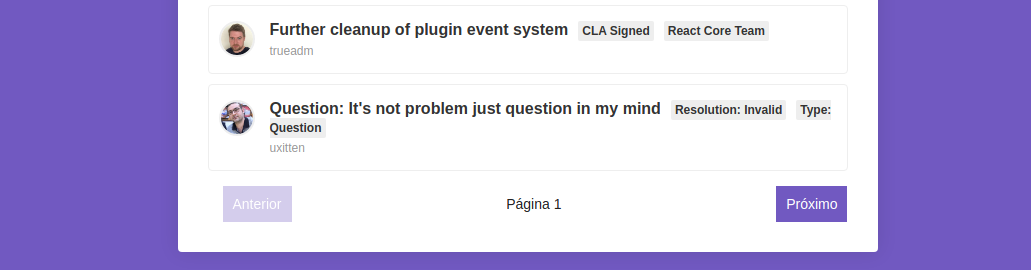 Further cleanup of plugin event system CLA Signed React Core Team
trueadm
Question: It's not problem just question in my mind Resolution: Invalid Type:
Question
uxitten
Anterior Página 1 Próximo